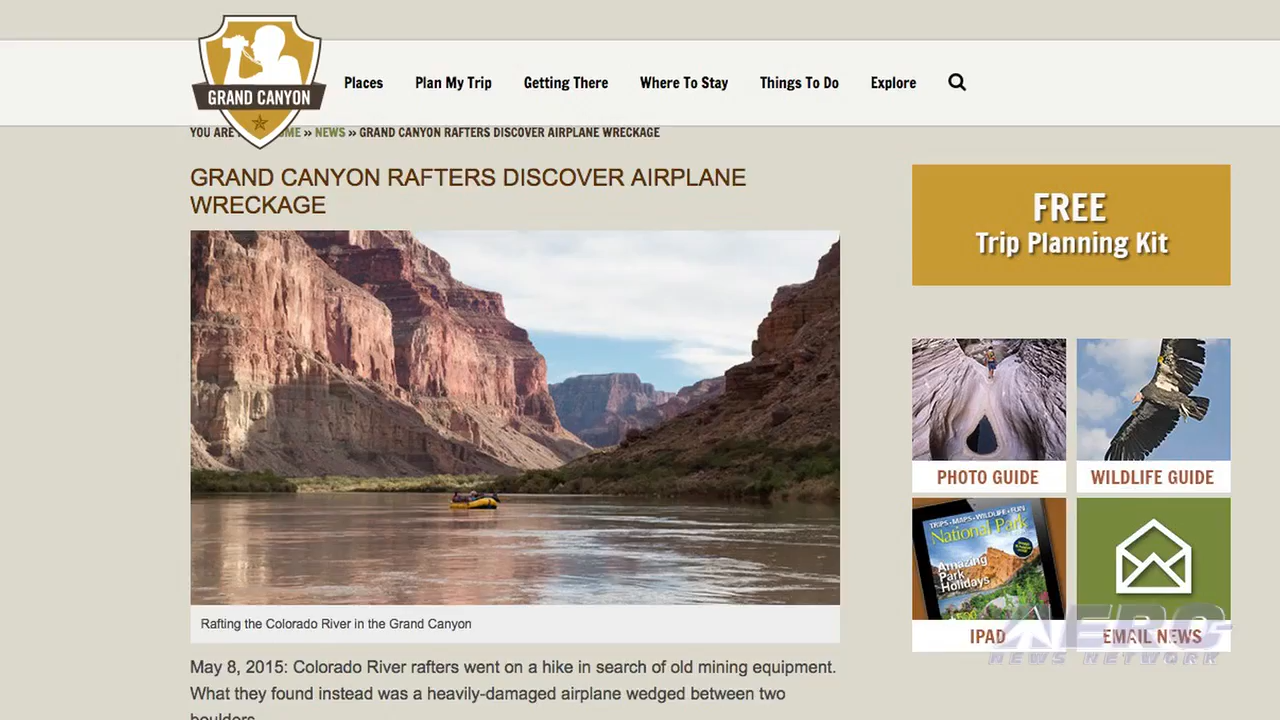 GRAND CANYON
Places Plan My Trip Getting There Where To Stay Things To Do Explore
YOU ARE HOME » NEWS » GRAND CANYON RAFTERS DISCOVER AIRPLANE WRECKAGE
GRAND CANYON RAFTERS DISCOVER AIRPLANE
WRECKAGE
Rafting the Colorado River in the Grand Canyon
May 8, 2015: Colorado River rafters went on a hike in search of old mining equipment.
What they found instead was a heavily-damaged airplane wedged between two
boulders.
FREE
Trip Planning Kit
PHOTO GUIDE
WILDLIFE GUIDE
TRIPS • MAPS • WILDLIFE • FUN
National Park
Amazing
Park
Holidays
IPAD
EMAIL NEWS
AERO
NEWS NETWORK